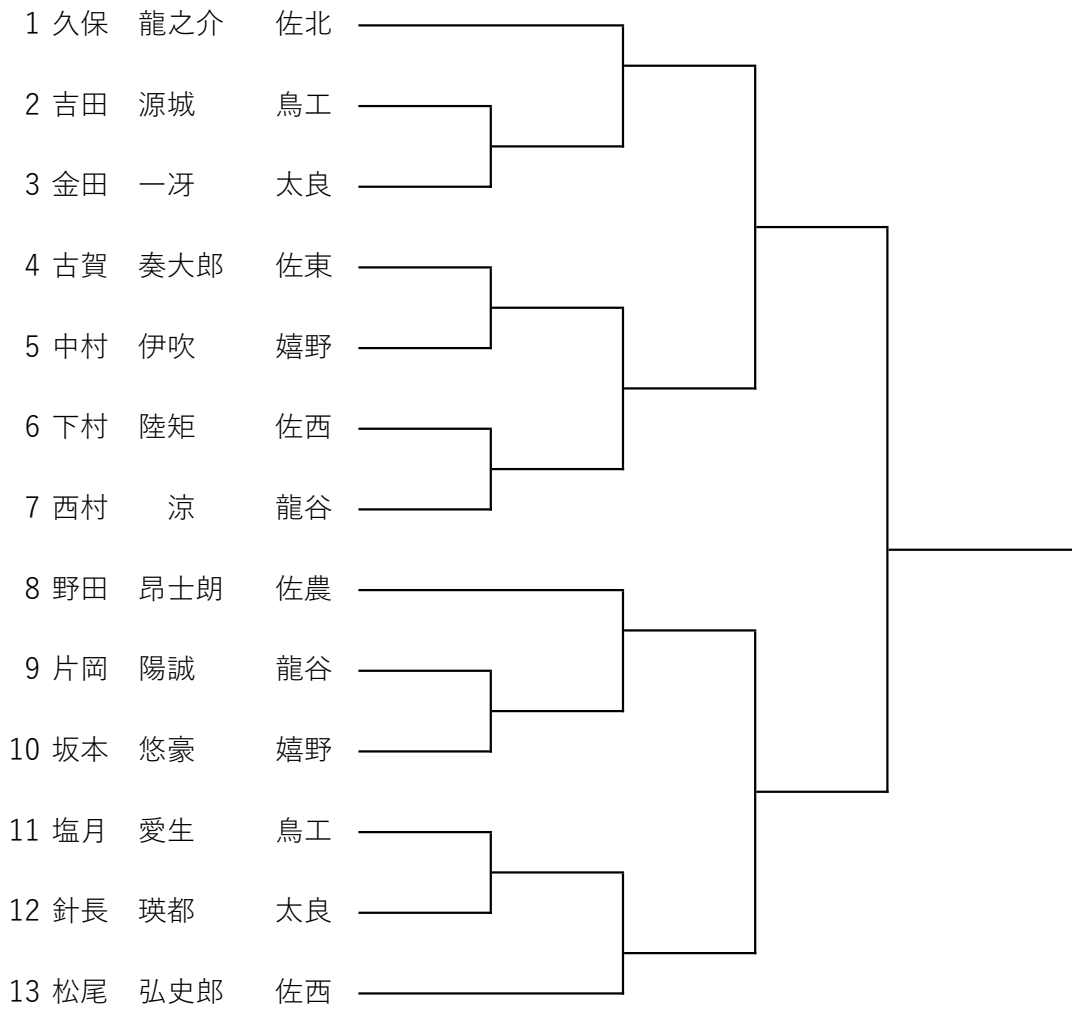 1 久保 龍之介 佐北
2 吉田 源城 鳥工
3 金田 一冴 太良
4 古賀 奏大郎 佐東
5 中村 伊吹 嬉野
6 下村 陸矩 佐西
7 西村 涼 龍谷
8 野田 昂士朗 佐農
9 片岡 陽誠 龍谷
10 坂本 悠豪 嬉野
11 塩月 愛生 鳥工
12 針長 瑛都 太良
13 松尾 弘史郎 佐西